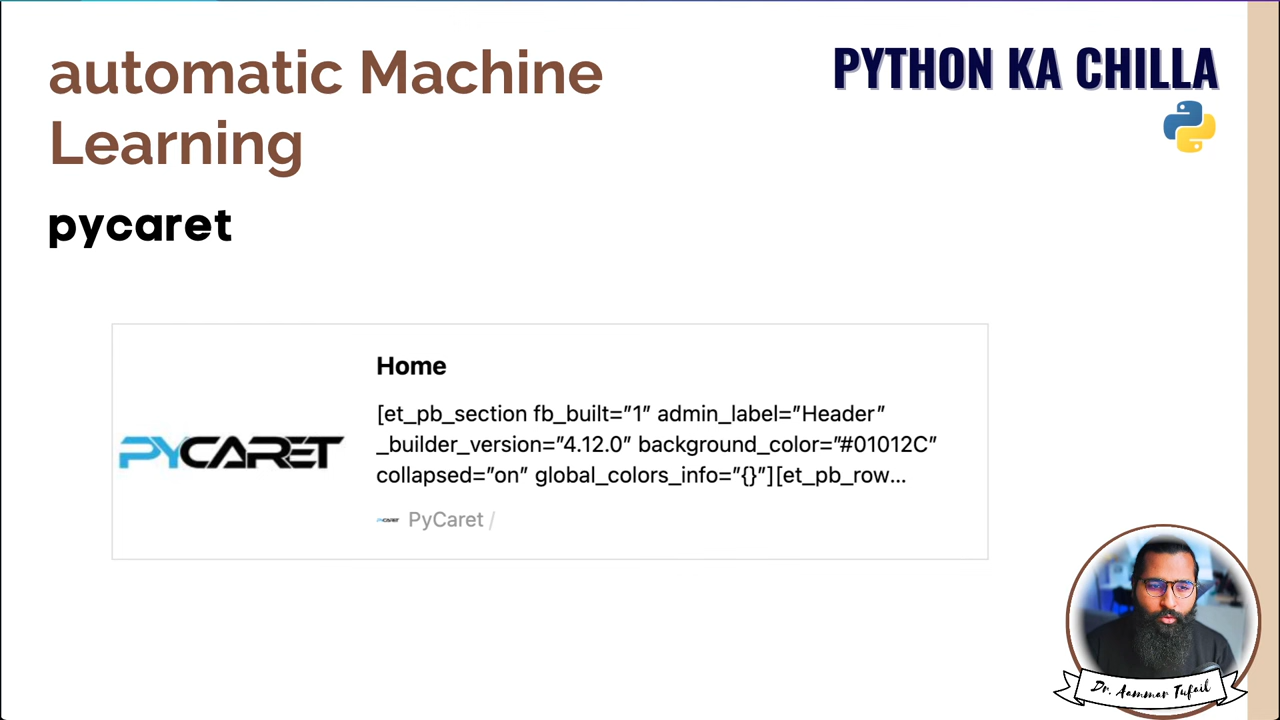 automatic Machine
Learning
PYTHON KA CHILLA
pycaret
PYCARET
Home
[et_pb_section fb_built=”1” admin_label=”Header”
_builder_version=”4.12.0” background_color=”#01012C”
collapsed=”on” global_colors_info=”{}”][et_pb_row...
PYCARET PyCaret /
Dr. Aammar Tufail